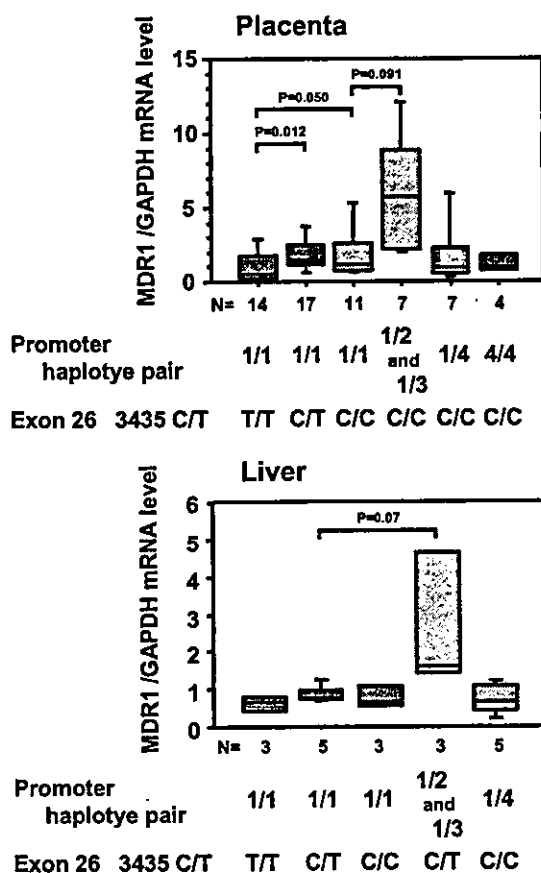 Placenta
MDR1 /GAPDH mRNA level
15
10
5
0
P=0.091
P=0.050
P=0.012
N= 14 17 11 7 7 4
Promoter haplotye pair 1/1 1/1 1/1 1/2 and 1/3 1/4 4/4
Exon 26 3435 C/T T/T C/T C/C C/C C/C C/C
Liver
MDR1 /GAPDH mRNA level
6
5
4
3
2
1
0
P=0.07
N= 3 5 3 3 5
Promoter haplotye pair 1/1 1/1 1/1 1/2 and 1/3 1/4
Exon 26 3435 C/T T/T C/T C/C C/T C/C